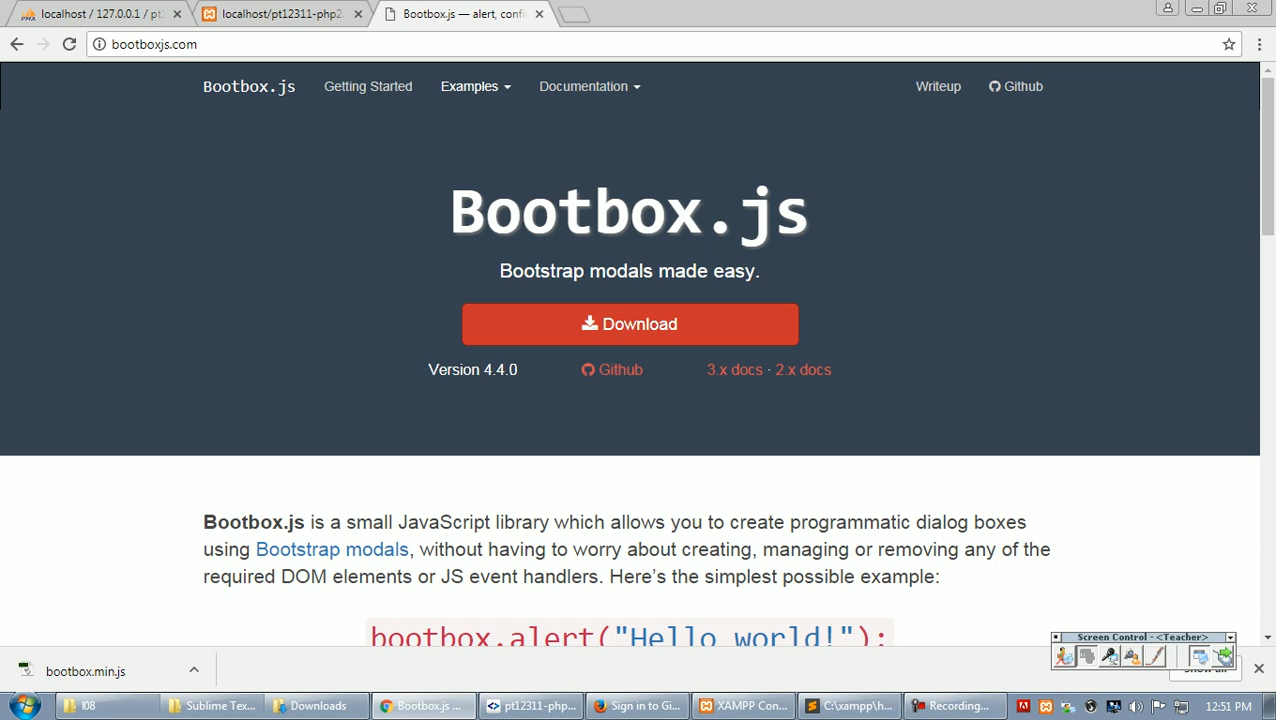 localhost / 127.0.0.1 / pt
localhost/pt12311-php2
Bootbox.js — alert, confi
bootboxjs.com
Bootbox.js Getting Started Examples Documentation Writeup Github
Bootbox.js
Bootstrap modals made easy.
Download
Version 4.4.0 Github 3.x docs · 2.x docs
Bootbox.js is a small JavaScript library which allows you to create programmatic dialog boxes
using Bootstrap modals, without having to worry about creating, managing or removing any of the
required DOM elements or JS event handlers. Here's the simplest possible example:
bootbox.alert("Hello world!");
Screen Control - <Teacher>
bootbox.min.js
l08 Sublime Tex... Downloads Bootbox.js ... pt12311-php... Sign in to Gi... XAMPP Con... C:\xampp\h... Recording... 12:51 PM